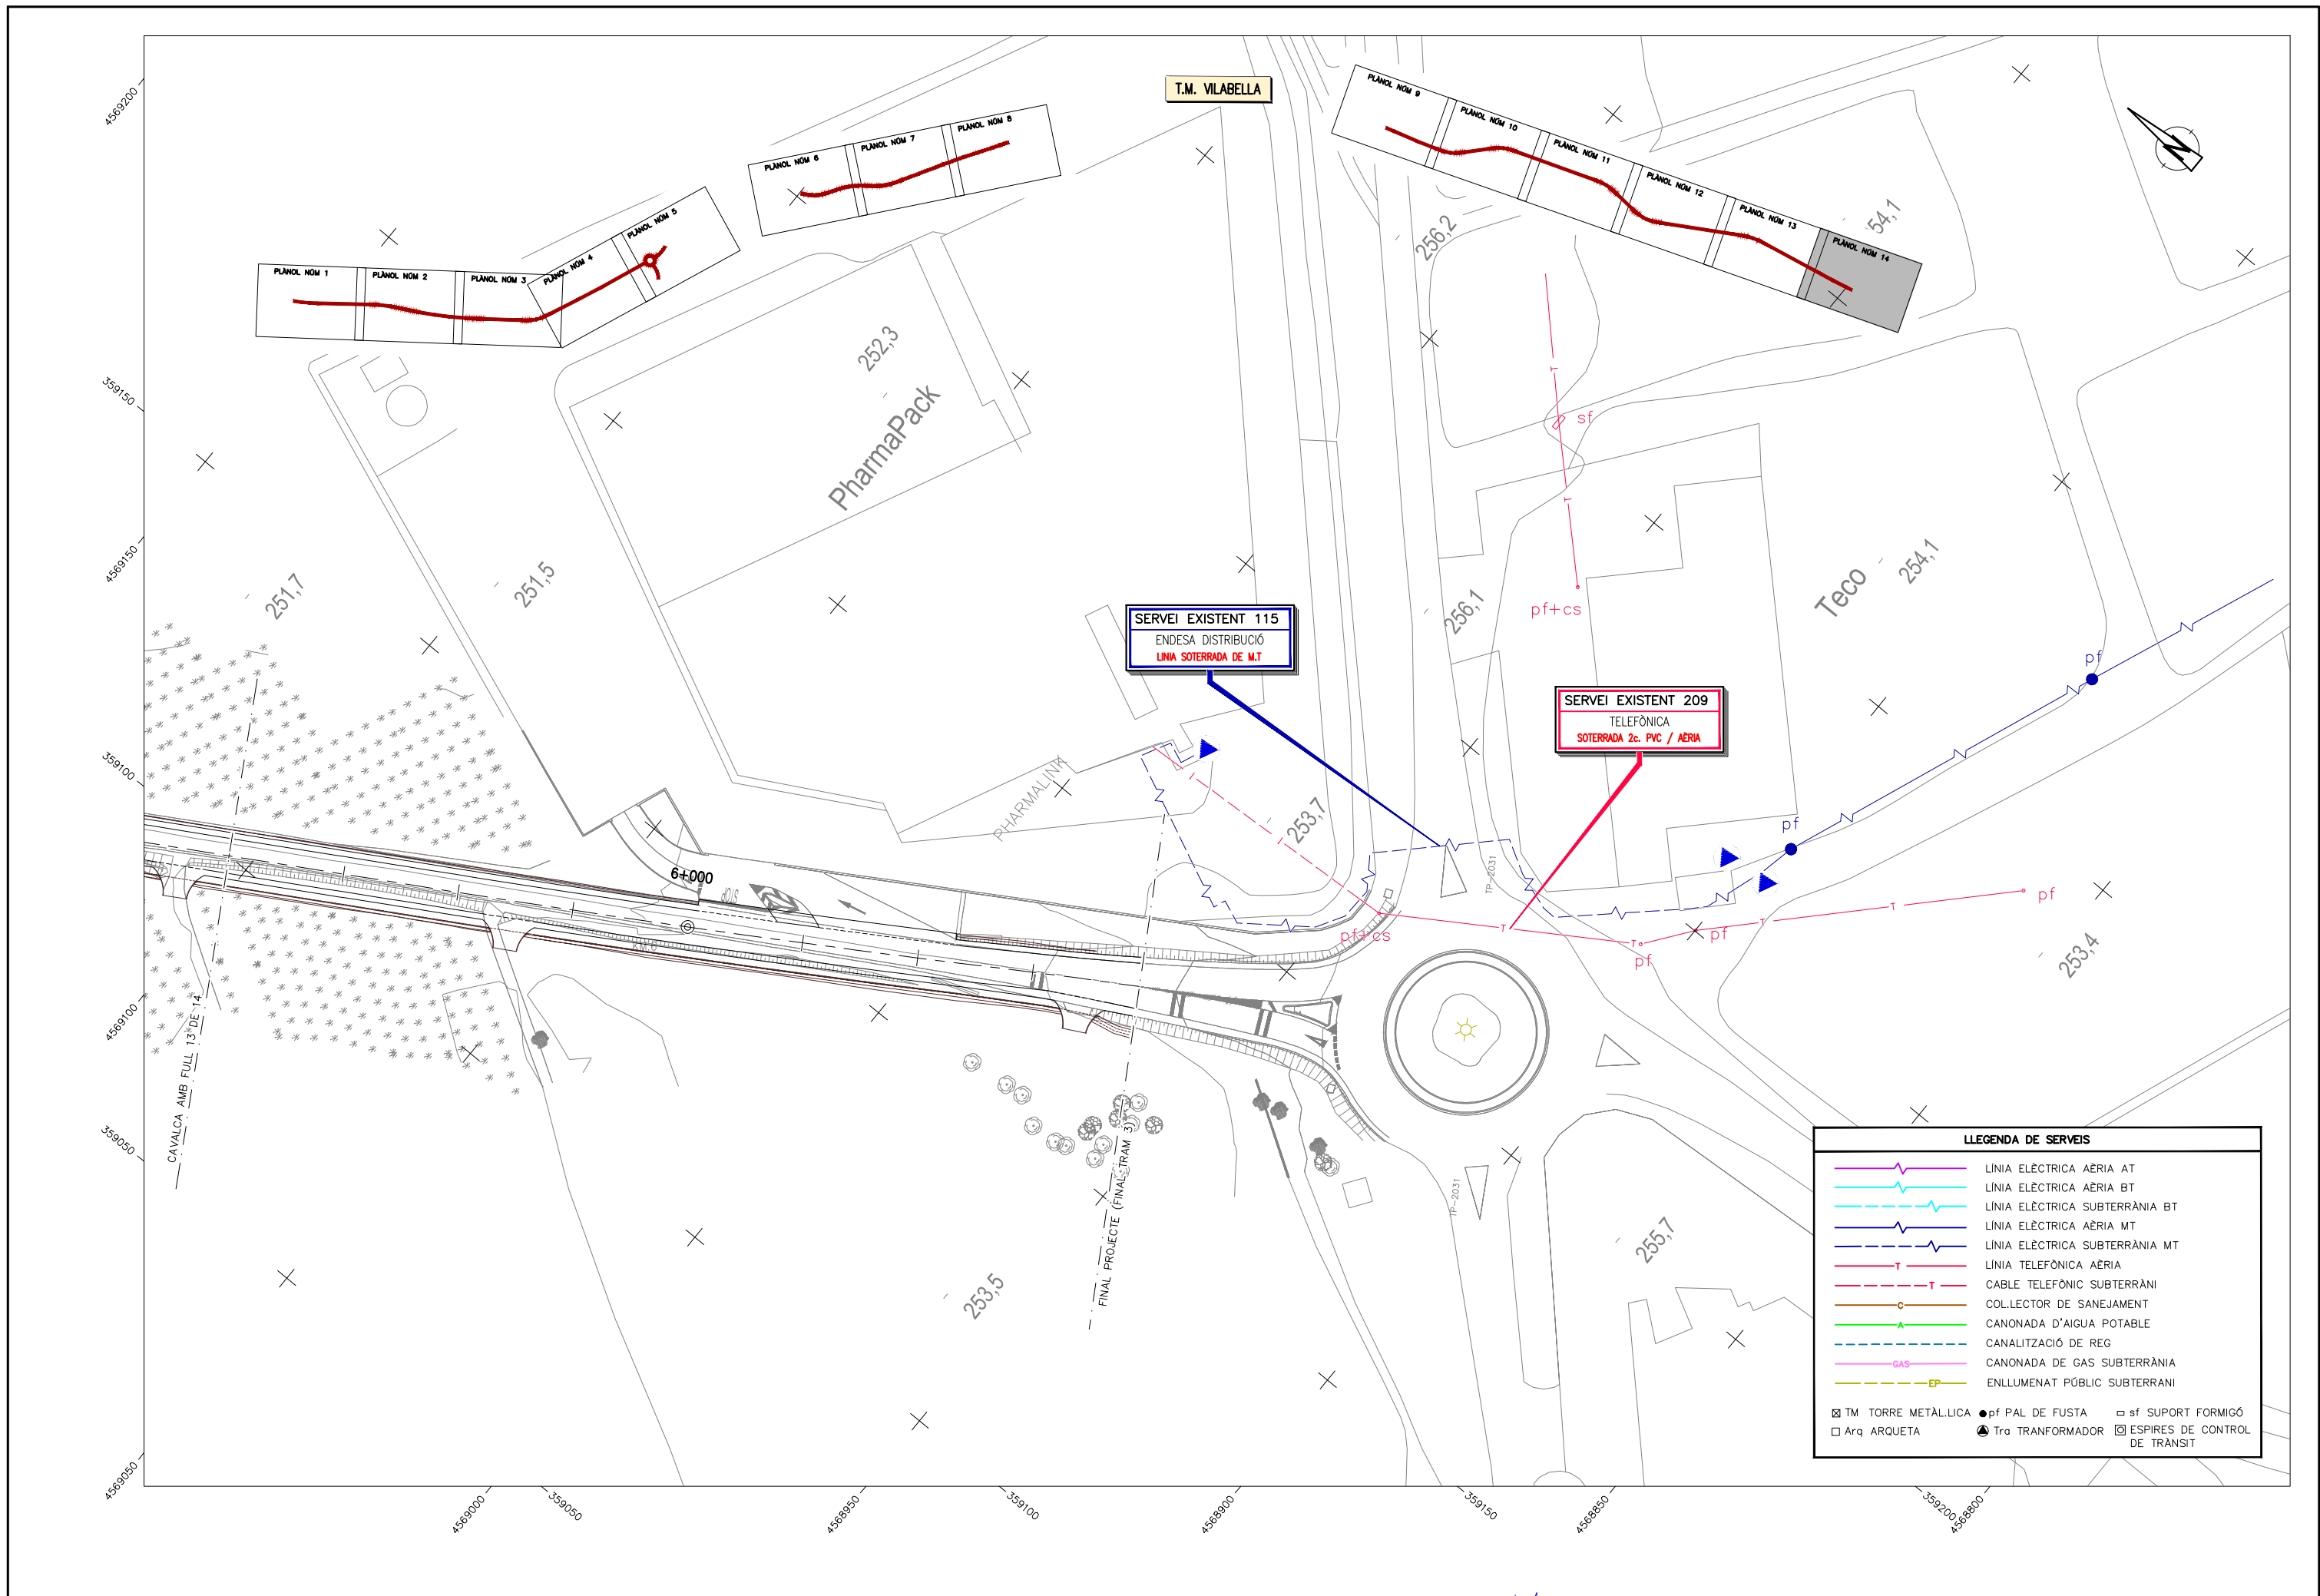 T.M. VILABELLA
PLÀNOL NÚM 1
PLÀNOL NÚM 2
PLÀNOL NÚM 3
PLÀNOL NÚM 4
PLÀNOL NÚM 5
PLÀNOL NÚM 6
PLÀNOL NÚM 7
PLÀNOL NÚM 8
PLÀNOL NÚM 9
PLÀNOL NÚM 10
PLÀNOL NÚM 11
PLÀNOL NÚM 12
PLÀNOL NÚM 13
PLÀNOL NÚM 14
N
4569200
359150
4569150
359100
4569100
359050
4569050
256,2
54,1
252,3
PharmaPack
251,7
251,5
T
sf
T
pf+cs
256,1
Teco
254,1
SERVEI EXISTENT 115
ENDESA DISTRIBUCIÓ
LINIA SOTERRADA DE M.T
SERVEI EXISTENT 209
TELEFÒNICA
SOTERRADA 2c. PVC / AÈRIA
pf
pf
PHARMALINK
253,7
TP-2031
6+000
STOP
KM.6
pf+cs
T
T
pf
pf
T
T
pf
253,4
CAVALCA AMB FULL 13 DE 14
FINAL PROJECTE (FINAL TRAM 3)
TP-2031
253,5
255,7
LLEGENDA DE SERVEIS
LÍNIA ELÈCTRICA AÈRIA AT
LÍNIA ELÈCTRICA AÈRIA BT
LÍNIA ELÈCTRICA SUBTERRÀNIA BT
LÍNIA ELÈCTRICA AÈRIA MT
LÍNIA ELÈCTRICA SUBTERRÀNIA MT
T LÍNIA TELEFÒNICA AÈRIA
T CABLE TELEFÒNIC SUBTERRÀNI
C COL.LECTOR DE SANEJAMENT
A CANONADA D'AIGUA POTABLE
CANALITZACIÓ DE REG
GAS CANONADA DE GAS SUBTERRÀNIA
EP ENLLUMENAT PÚBLIC SUBTERRANI
TM TORRE METÀL.LICA pf PAL DE FUSTA sf SUPORT FORMIGÓ
Arq ARQUETA Tra TRANFORMADOR ESPIRES DE CONTROL
DE TRÀNSIT
4569000
359050
4568950
359100
4568900
359150
4568850
359200
4568800